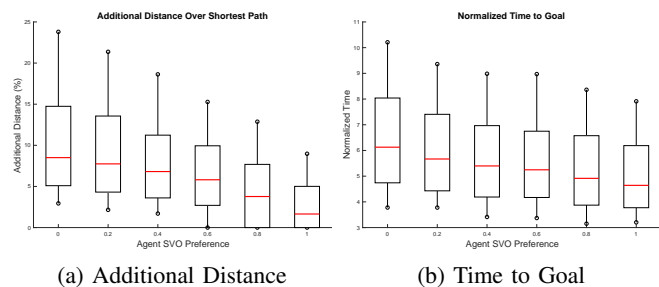 Additional Distance Over Shortest Path
Additional Distance (%)
25
20
15
10
5
0
0 0.2 0.4 0.6 0.8 1
Agent SVO Preference
(a) Additional Distance
Normalized Time to Goal
Normalized Time
11
10
9
8
7
6
5
4
3
0 0.2 0.4 0.6 0.8 1
Agent SVO Preference
(b) Time to Goal